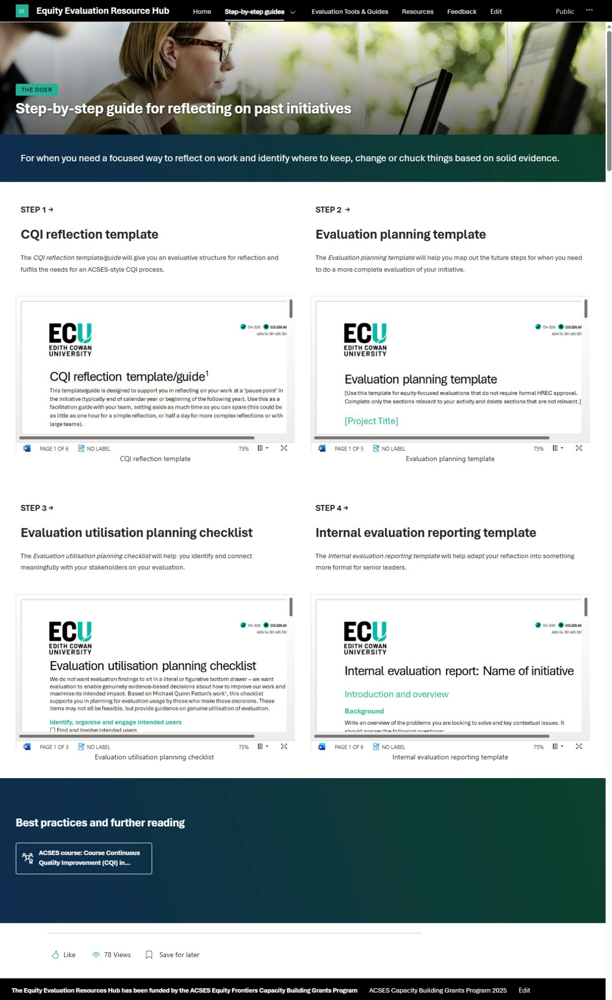 EE
Equity Evaluation Resource Hub
Home
Step-by-step guides
Evaluation Tools & Guides
Resources
Feedback
Edit
Public
THE DOER
Step-by-step guide for reflecting on past initiatives
For when you need a focused way to reflect on work and identify where to keep, change or chuck things based on solid evidence.
STEP 1 →
CQI reflection template
The CQI reflection template/guide will give you an evaluative structure for reflection and
fulfils the needs for an ACSES-style CQI process.
ECU
EDITH COWAN
UNIVERSITY
134 328 ECU.EDU.AU
ABN 54 361 485 361
CQI reflection template/guide¹
This template/guide is designed to support you in reflecting on your work at a ‘pause point’ in
the initiative (typically end of calendar year or beginning of the following year). Use this as a
facilitation guide with your team, setting aside as much time as you can spare (this could be
as little as one hour for a simple reflection, or half a day for more complex reflections or with
large teams).
PAGE 1 OF 6 NO LABEL 75%
CQI reflection template
STEP 2 →
Evaluation planning template
The Evaluation planning template will help you map out the future steps for when you need
to do a more complete evaluation of your initiative.
ECU
EDITH COWAN
UNIVERSITY
134 328 ECU.EDU.AU
ABN 54 361 485 361
Evaluation planning template
[Use this template for equity-focused evaluations that do not require formal HREC approval.
Complete only the sections relevant to your activity and delete sections that are not relevant.]
[Project Title]
PAGE 1 OF 5 NO LABEL 75%
Evaluation planning template
STEP 3 →
Evaluation utilisation planning checklist
The Evaluation utilisation planning checklist will help you identify and connect
meaningfully with your stakeholders on your evaluation.
ECU
EDITH COWAN
UNIVERSITY
134 328 ECU.EDU.AU
ABN 54 361 485 361
Evaluation utilisation planning checklist
We do not want evaluation findings to sit in a literal or figurative bottom drawer – we want
evaluation to enable genuinely evidence-based decisions about how to improve our work and
maximise its intended impact. Based on Michael Quinn Patton’s work¹, this checklist
supports you in planning for evaluation usage by those who make those decisions. These
items may not all be feasible, but provide guidance on genuine utilisation of evaluation.
Identify, organise and engage intended users
☐ Find and involve intended users
PAGE 1 OF 3 NO LABEL 75%
Evaluation utilisation planning checklist
STEP 4 →
Internal evaluation reporting template
The Internal evaluation reporting template will help adapt your reflection into something
more formal for senior leaders.
ECU
EDITH COWAN
UNIVERSITY
134 328 ECU.EDU.AU
ABN 54 361 485 361
Internal evaluation report: Name of initiative
Introduction and overview
Background
Write an overview of the problems you are looking to solve and key contextual issues. It
should answer the following questions:
PAGE 1 OF 6 NO LABEL 75%
Internal evaluation reporting template
Best practices and further reading
ACSES course: Course Continuous
Quality Improvement (CQI) in...
Like
78 Views
Save for later
The Equity Evaluation Resources Hub has been funded by the ACSES Equity Frontiers Capacity Building Grants Program
ACSES Capacity Building Grants Program 2025
Edit